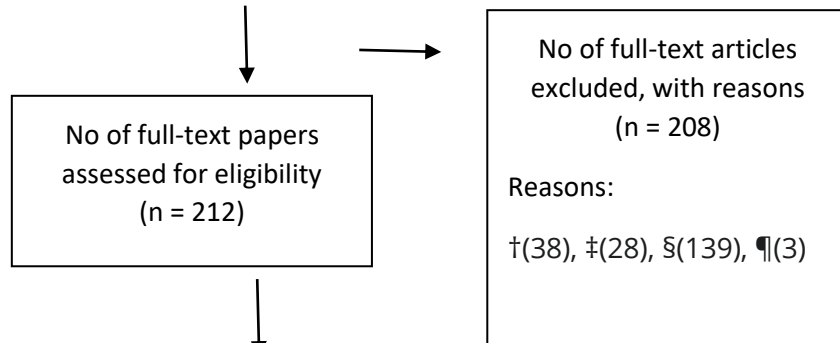 No of full-text papers
assessed for eligibility
(n = 212)
No of full-text articles
excluded, with reasons
(n = 208)
Reasons:
†(38), ‡(28), §(139), ¶(3)